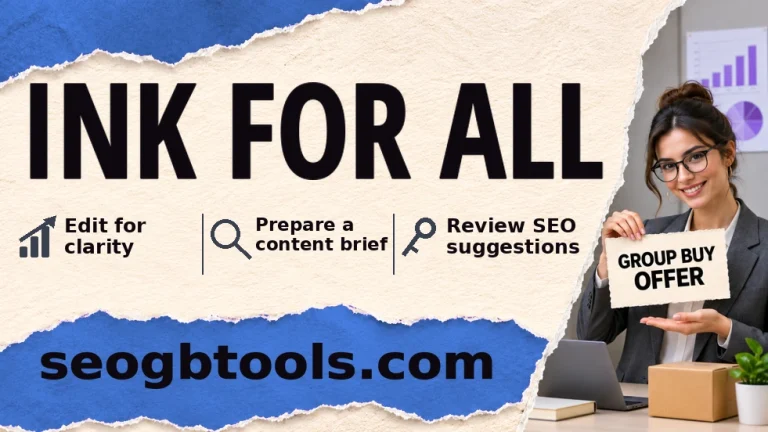 INK FOR ALL
Edit for
clarity
Prepare a
content brief
Review SEO
suggestions
GROUP BUY
OFFER
seogbtools.com